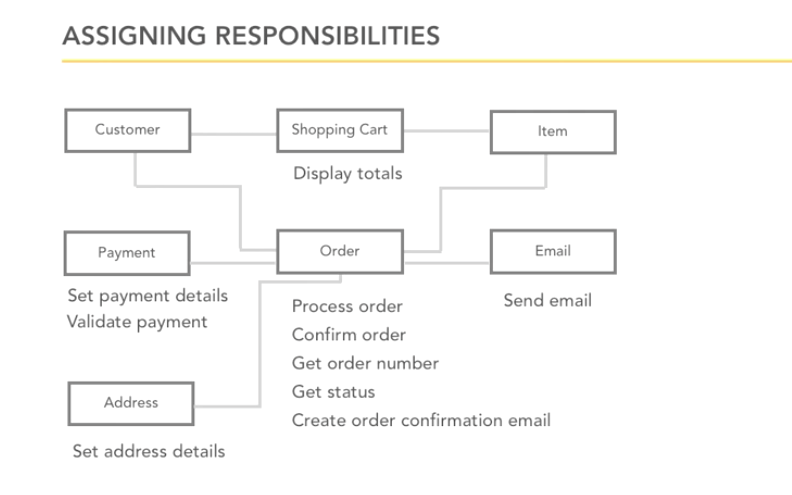 ASSIGNING RESPONSIBILITIES
Customer
Shopping Cart
Item
Display totals
Payment
Order
Email
Set payment details
Validate payment
Process order
Confirm order
Get order number
Get status
Create order confirmation email
Send email
Address
Set address details